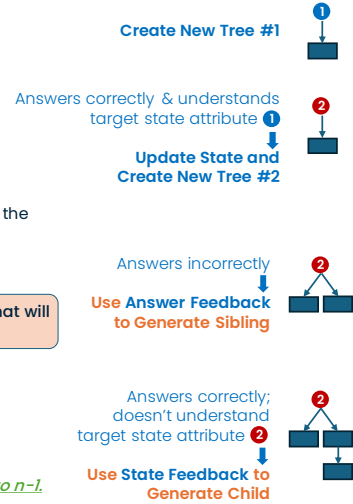 Create New Tree #1
1
Answers correctly & understands
target state attribute 1
2
Update State and
Create New Tree #2
the
Answers incorrectly
2
Use Answer Feedback
to Generate Sibling
at will
Answers correctly;
doesn't understand
target state attribute 2
2
Use State Feedback to
Generate Child
o n-1.